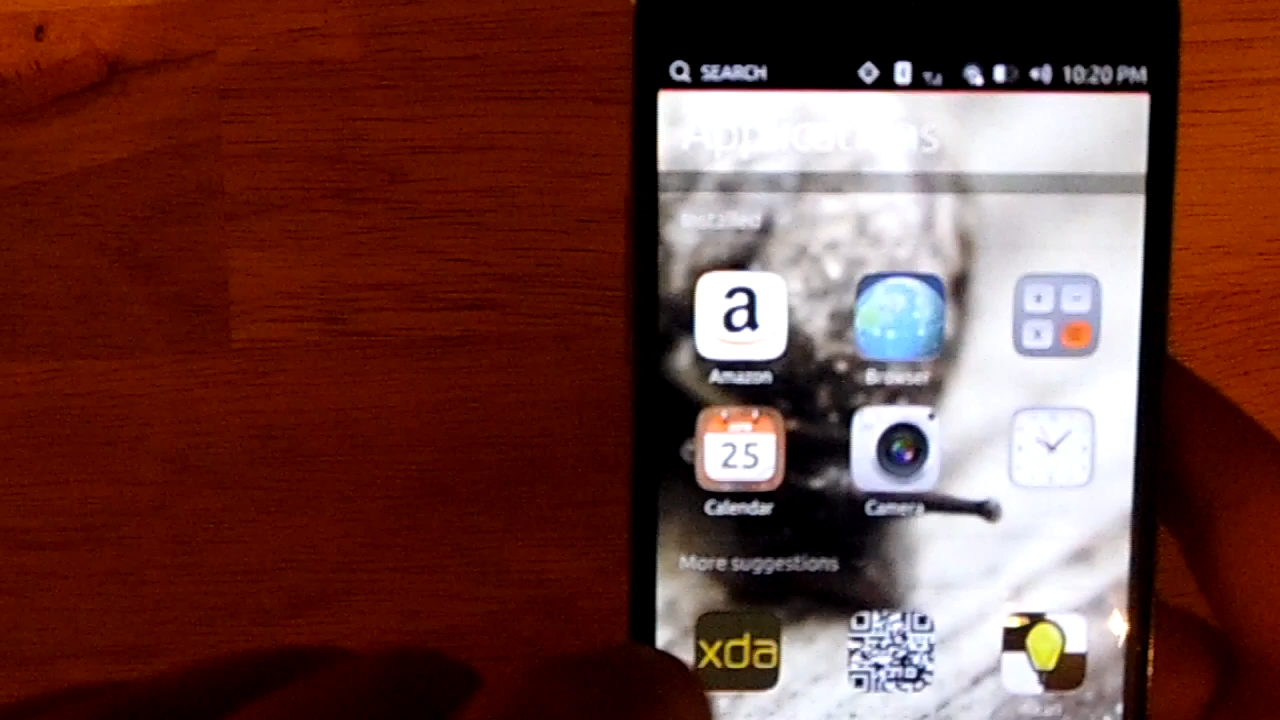 SEARCH 10:20 PM
Applications
Installed
a
Amazon Browser
25
Calendar Camera
More suggestions
xda